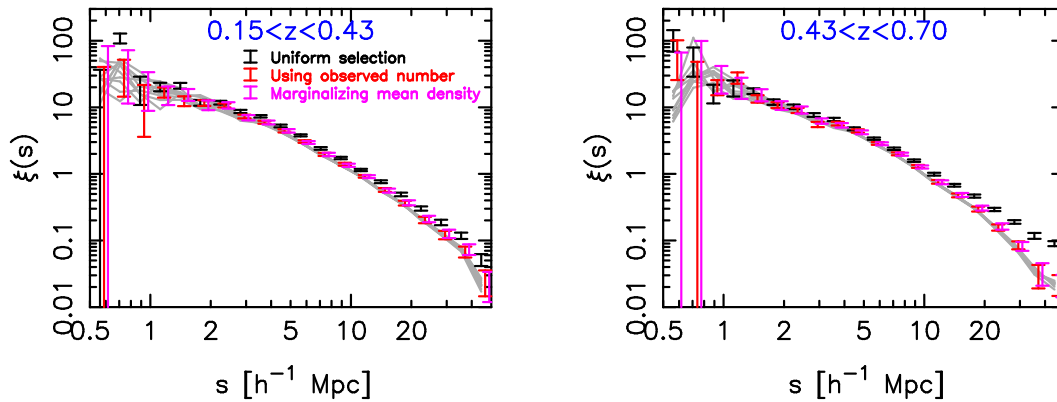 0.15<z<0.43
Uniform selection
Using observed number
Marginalizing mean density
100
10
1
0.1
0.01
ξ(s)
0.5 1 2 5 10 20
s [h⁻¹ Mpc]
0.43<z<0.70
100
10
1
0.1
0.01
ξ(s)
0.5 1 2 5 10 20
s [h⁻¹ Mpc]